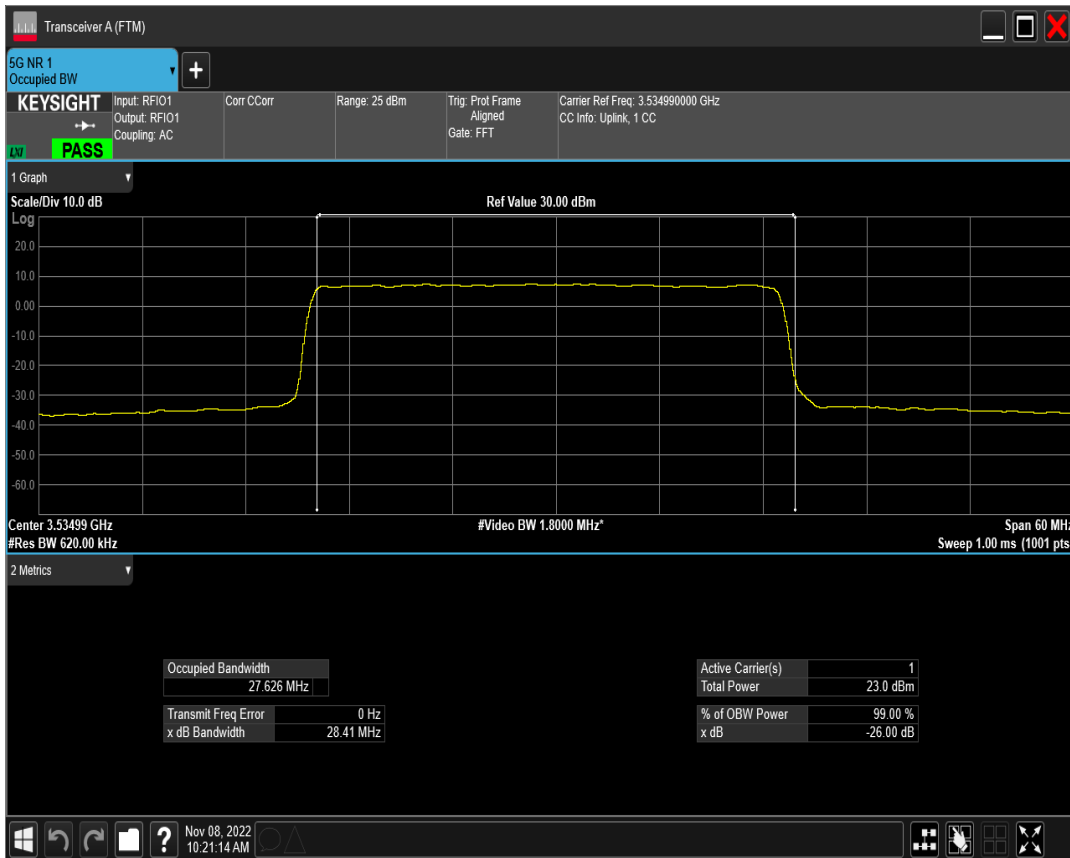 Transceiver A (FTM)
5G NR 1
Occupied BW
+
KEYSIGHT
LXI
PASS
Input: RFIO1
Output: RFIO1
Coupling: AC
Corr CCorr
Range: 25 dBm
Trig: Prot Frame
Aligned
Gate: FFT
Carrier Ref Freq: 3.534990000 GHz
CC Info: Uplink, 1 CC
1 Graph
Scale/Div 10.0 dB
Ref Value 30.00 dBm
Log
20.0
10.0
0.00
-10.0
-20.0
-30.0
-40.0
-50.0
-60.0
Center 3.53499 GHz
#Video BW 1.8000 MHz*
Span 60 MHz
#Res BW 620.00 kHz
Sweep 1.00 ms (1001 pts
2 Metrics
Occupied Bandwidth
27.626 MHz
Transmit Freq Error 0 Hz
x dB Bandwidth 28.41 MHz
Active Carrier(s) 1
Total Power 23.0 dBm
% of OBW Power 99.00 %
x dB -26.00 dB
?
Nov 08, 2022
10:21:14 AM